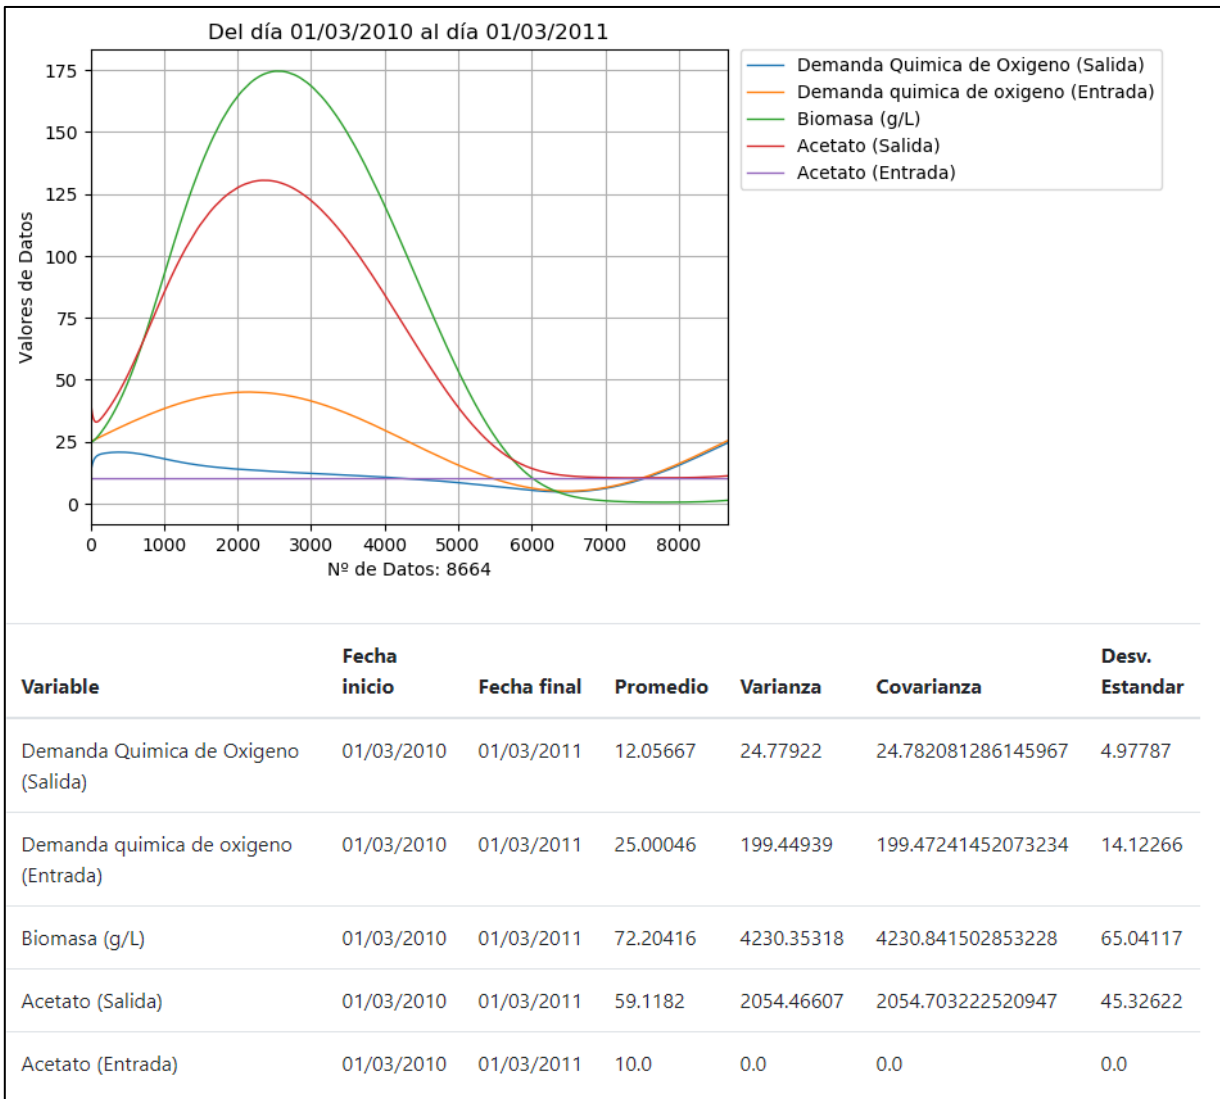 Del día 01/03/2010 al día 01/03/2011
175
150
125
100
75
50
25
0
Valores de Datos
0 1000 2000 3000 4000 5000 6000 7000 8000
Nº de Datos: 8664
Demanda Quimica de Oxigeno (Salida)
Demanda quimica de oxigeno (Entrada)
Biomasa (g/L)
Acetato (Salida)
Acetato (Entrada)
Variable Fecha inicio Fecha final Promedio Varianza Covarianza Desv. Estandar
Demanda Quimica de Oxigeno (Salida) 01/03/2010 01/03/2011 12.05667 24.77922 24.782081286145967 4.97787
Demanda quimica de oxigeno (Entrada) 01/03/2010 01/03/2011 25.00046 199.44939 199.47241452073234 14.12266
Biomasa (g/L) 01/03/2010 01/03/2011 72.20416 4230.35318 4230.841502853228 65.04117
Acetato (Salida) 01/03/2010 01/03/2011 59.1182 2054.46607 2054.703222520947 45.32622
Acetato (Entrada) 01/03/2010 01/03/2011 10.0 0.0 0.0 0.0